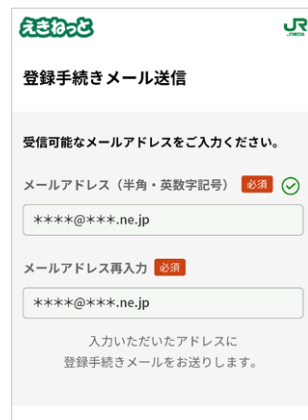 えきねっと
JR
登録手続きメール送信
受信可能なメールアドレスをご入力ください。
メールアドレス（半角・英数字記号） 必須
****@***.ne.jp
メールアドレス再入力 必須
****@***.ne.jp
入力いただいたアドレスに
登録手続きメールをお送りします。